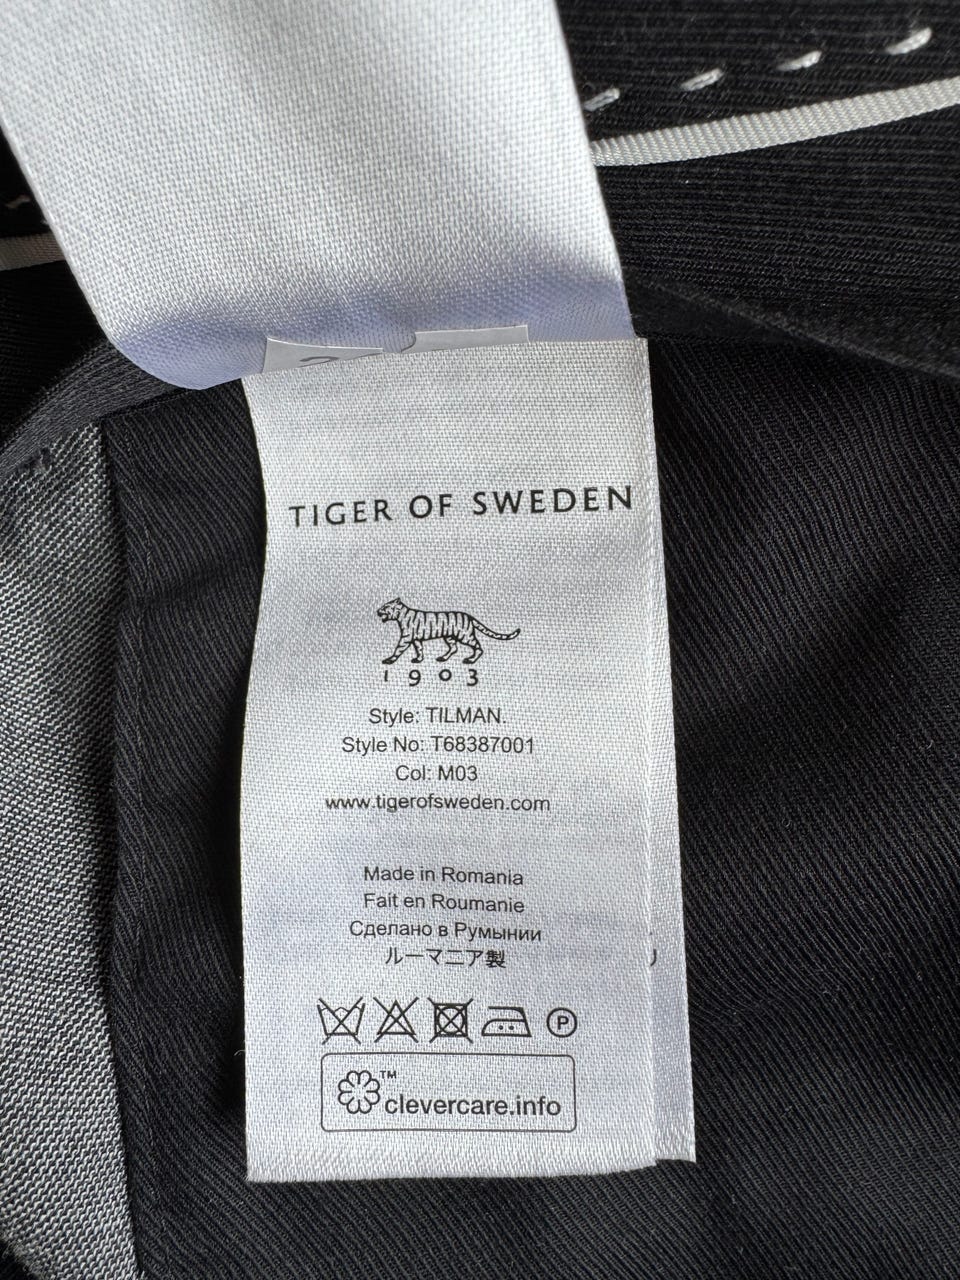 TIGER OF SWEDEN
1903
Style: TILMAN.
Style No: T68387001
Col: M03
www.tigerofsweden.com
Made in Romania
Fait en Roumanie
Сделано в Румынии
ルーマニア製
P
™
clevercare.info